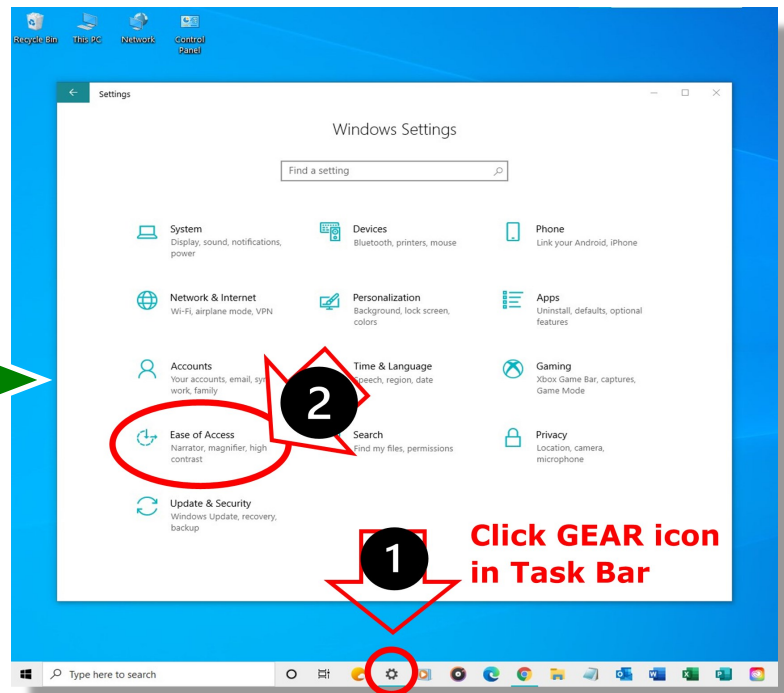 Recycle Bin
This PC
Network
Control
Panel
Settings
Windows Settings
Find a setting
System
Display, sound, notifications,
power
Devices
Bluetooth, printers, mouse
Phone
Link your Android, iPhone
Network & Internet
Wi-Fi, airplane mode, VPN
Personalization
Background, lock screen,
colors
Apps
Uninstall, defaults, optional
features
Accounts
Your accounts, email,
work, family
Time & Language
Speech, region, date
Gaming
Xbox Game Bar, captures,
Game Mode
2
Ease of Access
Narrator, magnifier, high
contrast
Search
Find my files, permissions
Privacy
Location, camera,
microphone
Update & Security
Windows Update, recovery,
backup
1
Click GEAR icon
in Task Bar
Type here to search